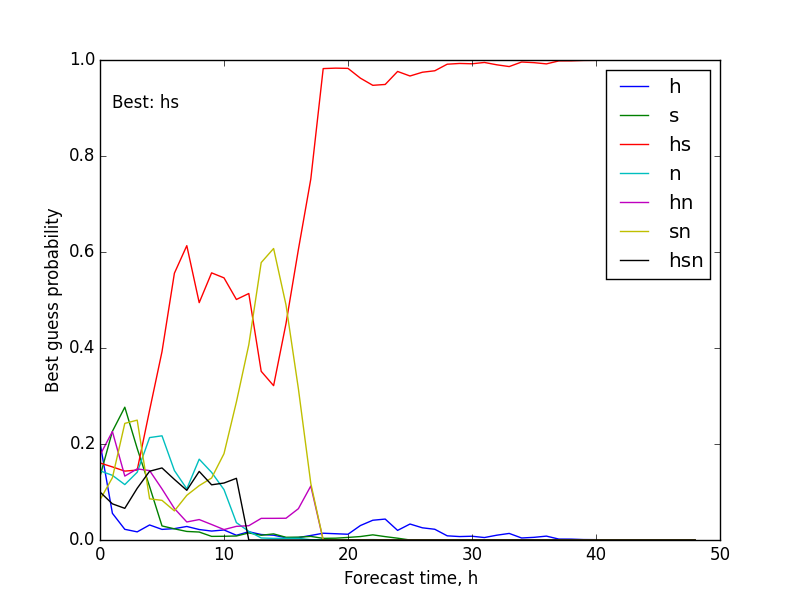 1.0
0.8
0.6
0.4
0.2
0.0
Best guess probability
Best: hs
h
s
hs
n
hn
sn
hsn
0 10 20 30 40 50
Forecast time, h